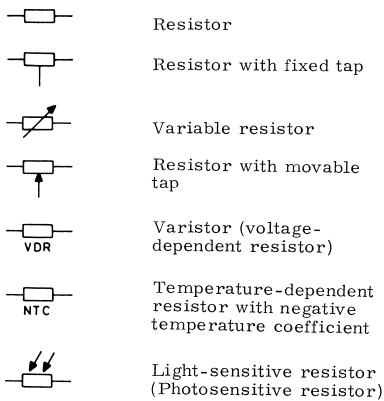 Resistor
Resistor with fixed tap
Variable resistor
Resistor with movable
tap
Varistor (voltage-
dependent resistor)
VDR
Temperature-dependent
resistor with negative
temperature coefficient
NTC
Light-sensitive resistor
(Photosensitive resistor)